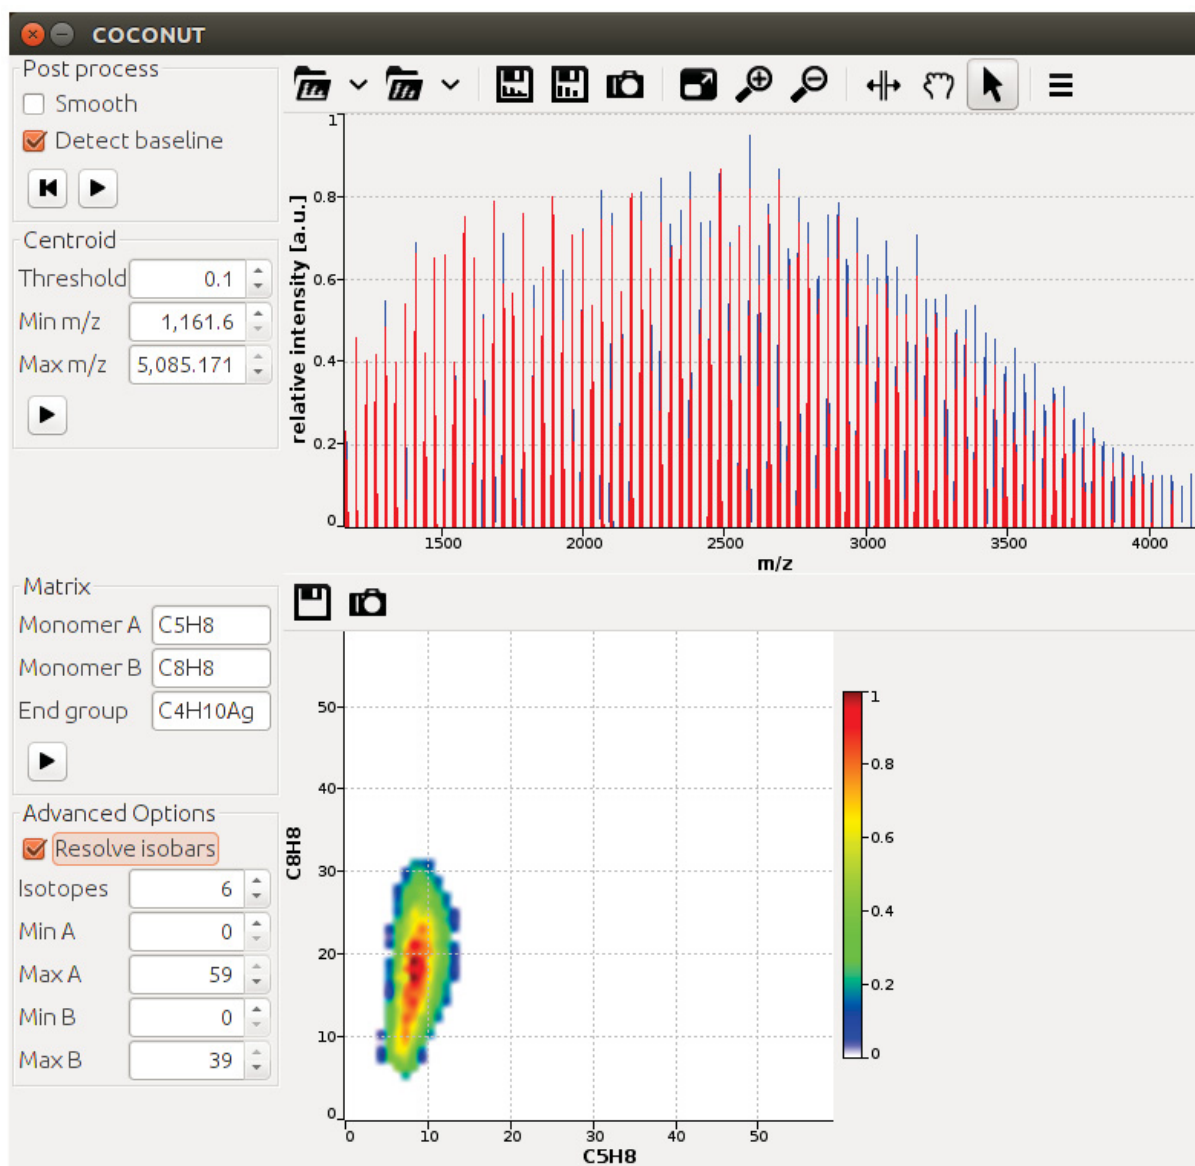 COCONUT
Post process
Smooth
Detect baseline
Centroid
Threshold 0.1
Min m/z 1,161.6
Max m/z 5,085.171
relative intensity [a.u.]
1
0.8
0.6
0.4
0.2
0
1500 2000 2500 3000 3500 4000
m/z
Matrix
Monomer A C5H8
Monomer B C8H8
End group C4H10Ag
Advanced Options
Resolve isobars
Isotopes 6
Min A 0
Max A 59
Min B 0
Max B 39
C8H8
50
40
30
20
10
0
0 10 20 30 40 50
C5H8
1
0.8
0.6
0.4
0.2
0